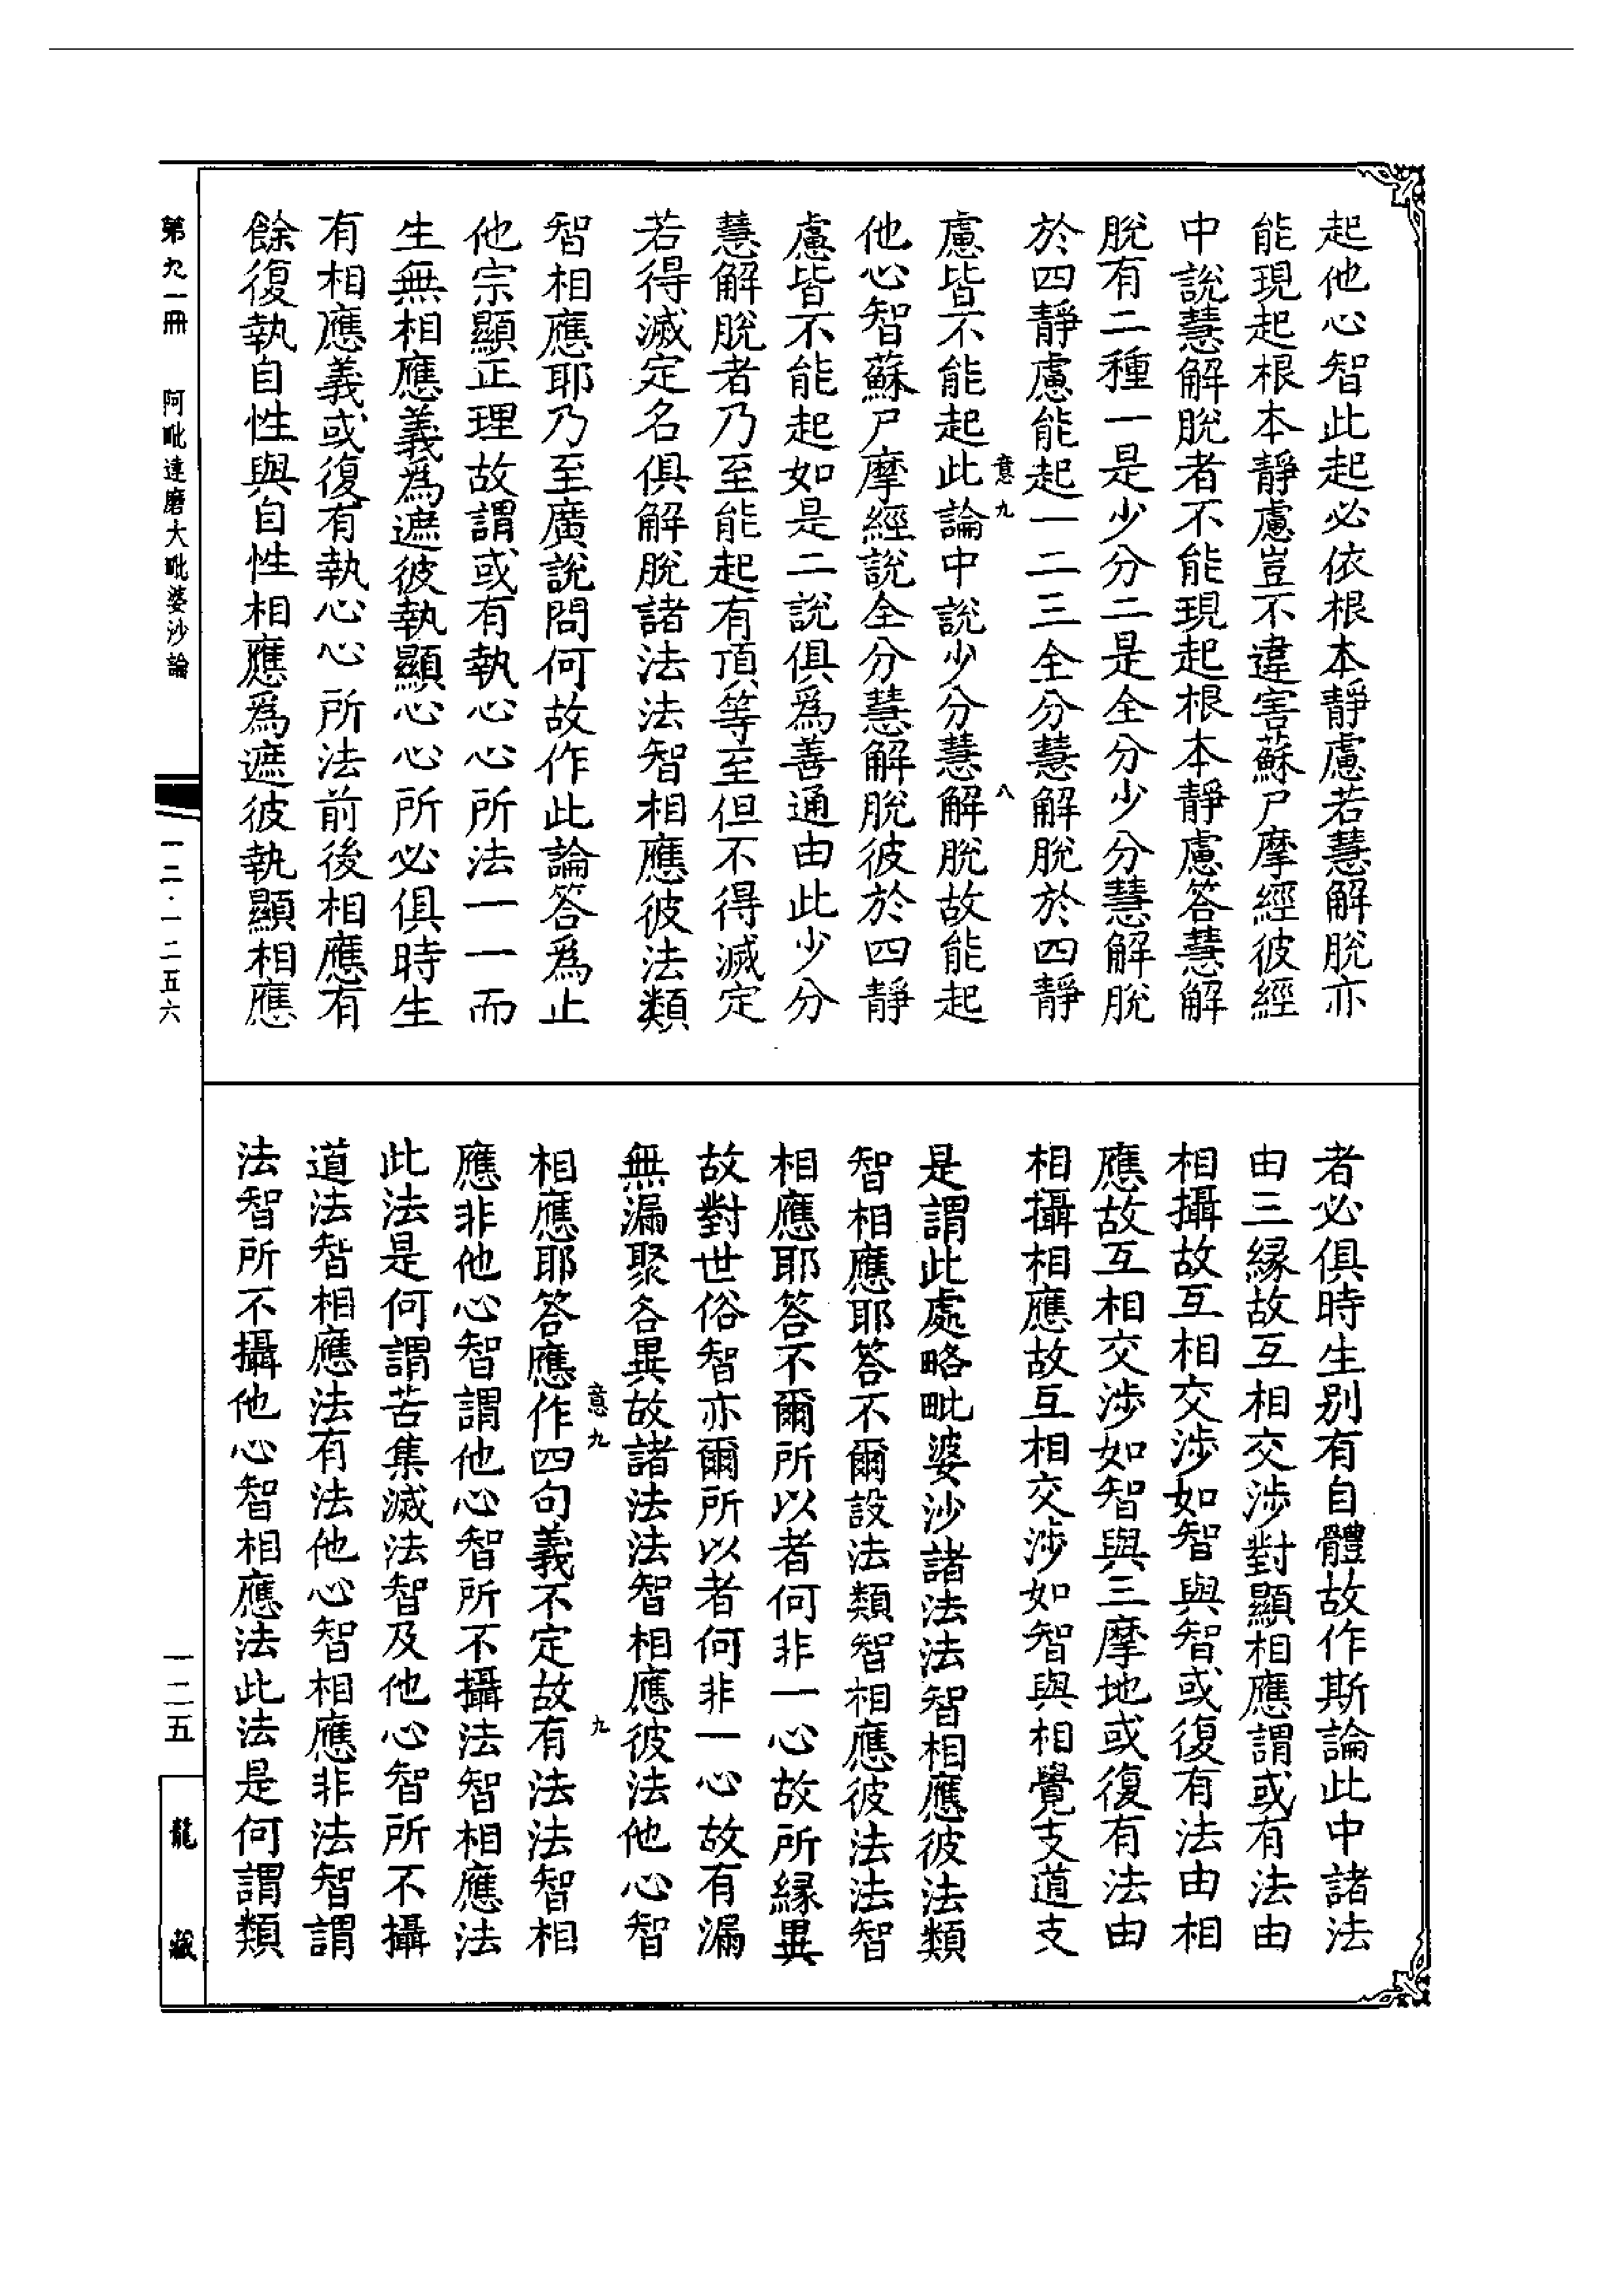 起他心智此起必依根本靜慮若慧解脫亦
能現起根本靜慮豈不違害蘇尸摩經彼經
中說慧解脫者不能現起根本靜慮答慧解
脫有二種一是少分二是全分少分慧解脫
於四靜慮能起一二三全分慧解脫於四靜
意九
八
慮皆不能起此論中說少分慧解脫故能起
他心智蘇尸摩經說全分慧解脫彼於四靜
慮皆不能起如是二說俱爲善通由此少分
慧解脫者乃至能起有頂等至但不得滅定
若得滅定名俱解脫諸法法智相應彼法類
智相應耶乃至廣說問何故作此論答爲止
他宗顯正理故謂或有執心心所法一一而
生無相應義爲遮彼執顯心心所必俱時生
有相應義或復有執心心所法前後相應有
餘復執自性與自性相應爲遮彼執顯相應
者必俱時生别有自體故作斯論此中諸法
由三緣故互相交涉對顯相應謂或有法由
相攝故互相交涉如智與智或復有法由相
應故互相交涉如智與三摩地或復有法由
相攝相應故互相交涉如智與相覺支道支
是謂此處略毗婆沙諸法法智相應彼法類
智相應耶答不爾設法類智相應彼法法智
相應耶答不爾所以者何非一心故所緣異
故對世俗智亦爾所以者何非一心故有漏
無漏聚各異故諸法法智相應彼法他心智
意九
九
相應耶答應作四句義不定故有法法智相
應非他心智謂他心智所不攝法智相應法
此法是何謂苦集滅法智及他心智所不攝
道法智相應法有法他心智相應非法智謂
法智所不攝他心智相應法此法是何謂類
第九一冊 阿毗達磨大毗婆沙論
一二·一二五六
一二五
龍藏